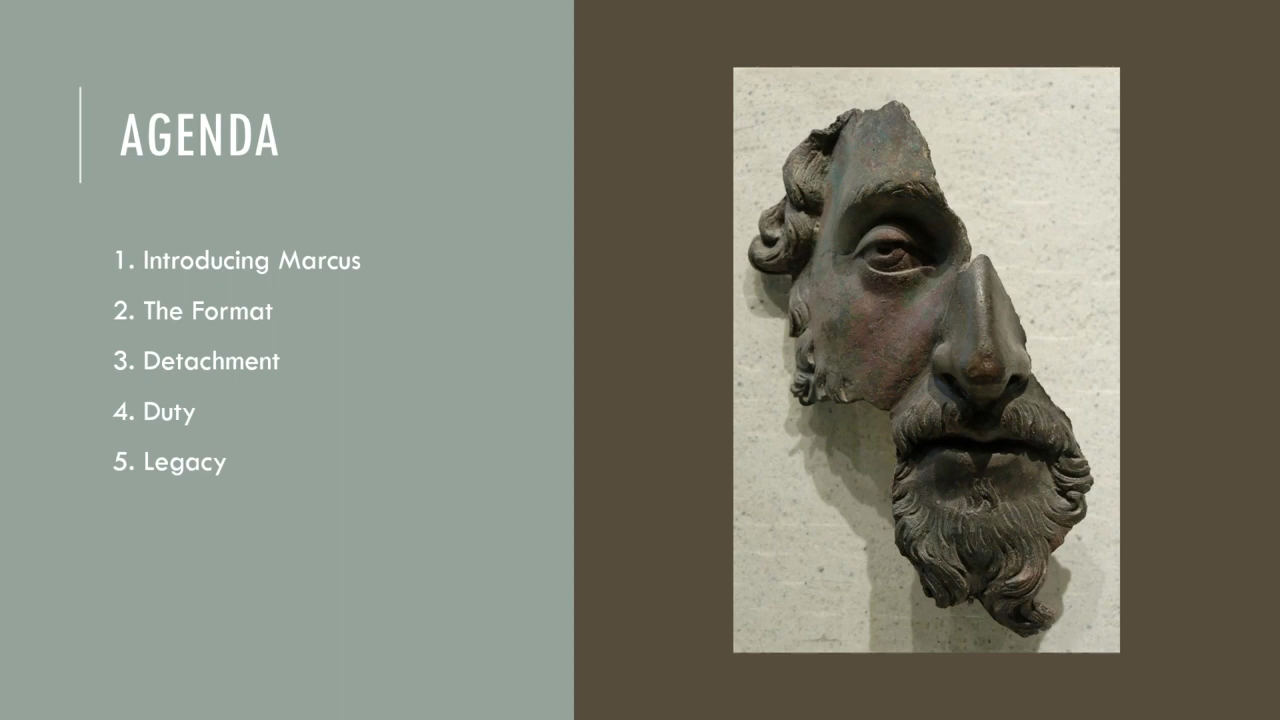 AGENDA
1. Introducing Marcus
2. The Format
3. Detachment
4. Duty
5. Legacy